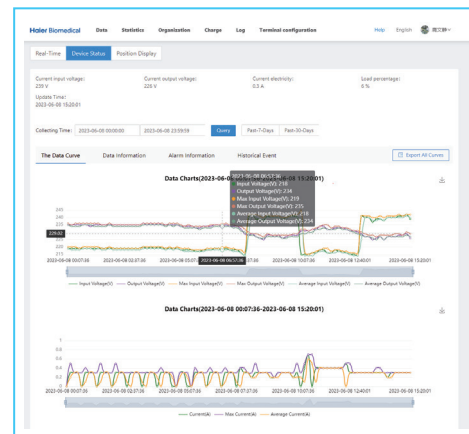 Haier Biomedical Data Statistics Organization Charge Log Terminal configuration Help English
Real-Time Device Status Position Display
Current input voltage: Current output voltage: Current electricity: Load percentage:
239 V 228 V 0.3 A 6 %
Update Time:
2023-06-08 15:20:01
Collecting Time: 2023-06-08 00:00:00 2023-06-08 23:59:59 Query Past-7-Days Past-30-Days
The Data Curve Data Information Alarm Information Historical Event Export All Curves
Data Charts(2023-06-0 08 15:20:01)
2023-06-08 06:57:36
Input Voltage(V): 218
Output Voltage(V): 234
Max Input Voltage(V): 219
Max Output Voltage(V): 235
Average Input Voltage(V): 218
Average Output Voltage(V): 234
245
240
235
230
229.02
225
220
215
210
2023-06-08 00:07:36 2023-06-08 02:37:36 2023-06-08 05:07:36 2023-06-08 06:57:36 10:07:36 2023-06-08 12:40:01 2023-06-08 15:20:01
Input Voltage(V) Output Voltage(V) Max Input Voltage(V) Max Output Voltage(V) Average Input Voltage(V) Average Output Voltage(V)
Data Charts(2023-06-08 00:07:36-2023-06-08 15:20:01)
1
0.8
0.6
0.4
0.2
0
2023-06-08 00:07:36 2023-06-08 02:37:36 2023-06-08 05:07:36 2023-06-08 07:37:36 2023-06-08 10:07:36 2023-06-08 12:40:01 2023-06-08 15:20:01
Current(A) Max Current(A) Average Current(A)